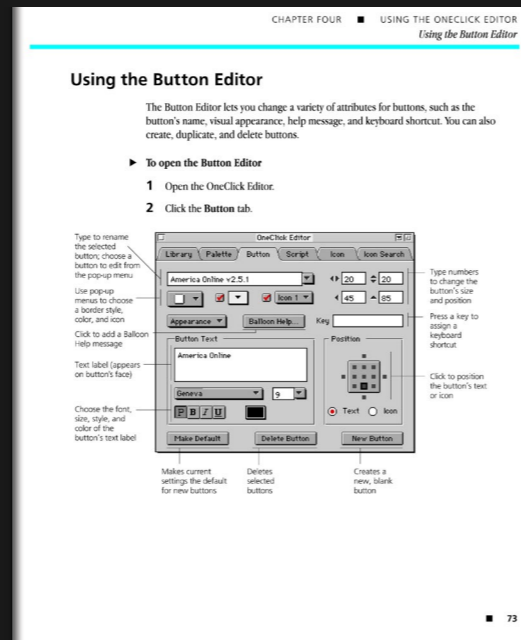 CHAPTER FOUR ■ USING THE ONECLICK EDITOR
Using the Button Editor
Using the Button Editor
The Button Editor lets you change a variety of attributes for buttons, such as the
button's name, visual appearance, help message, and keyboard shortcut. You can also
create, duplicate, and delete buttons.
▶ To open the Button Editor
1 Open the OneClick Editor.
2 Click the Button tab.
Type to rename
the selected
button; choose a
button to edit from
the pop-up menu
Use pop-up
menus to choose
a border style,
color, and icon
Click to add a Balloon
Help message
Text label (appears
on button's face)
Choose the font,
size, style, and
color of the
button's text label
OneClick Editor
Library Palette Button Script Icon Icon Search
America Online v2.5.1
20 20
Icon 1
45 85
Appearance Balloon Help... Key
Button Text
America Online
Geneva 9
P B I U
Position
Text Icon
Make Default Delete Button New Button
Type numbers
to change the
button's size
and position
Press a key to
assign a
keyboard
shortcut
Click to position
the button's text
or icon
Makes current
settings the default
for new buttons
Deletes
selected
buttons
Creates a
new, blank
button
■ 73